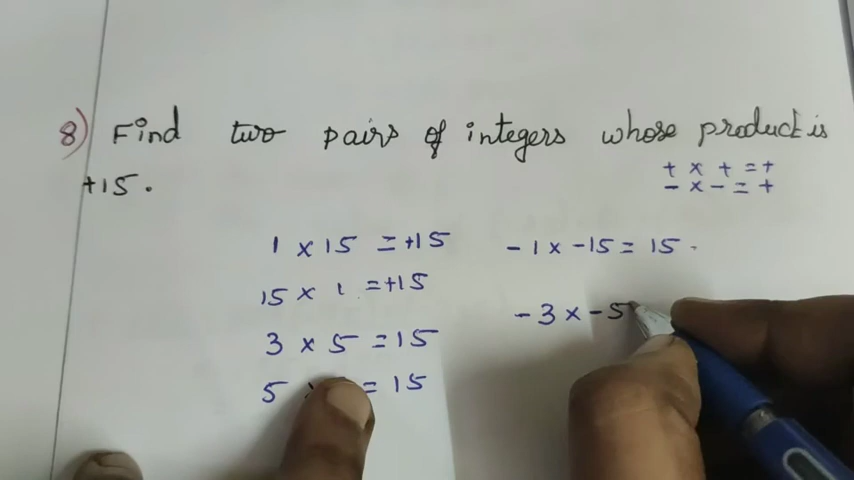 8) Find two pairs of integers whose product is
+15.
+ x + = +
- x - = +
1 x 15 = +15
15 x 1 = +15
3 x 5 = 15
5 = 15
-1 x -15 = 15.
-3 x -5